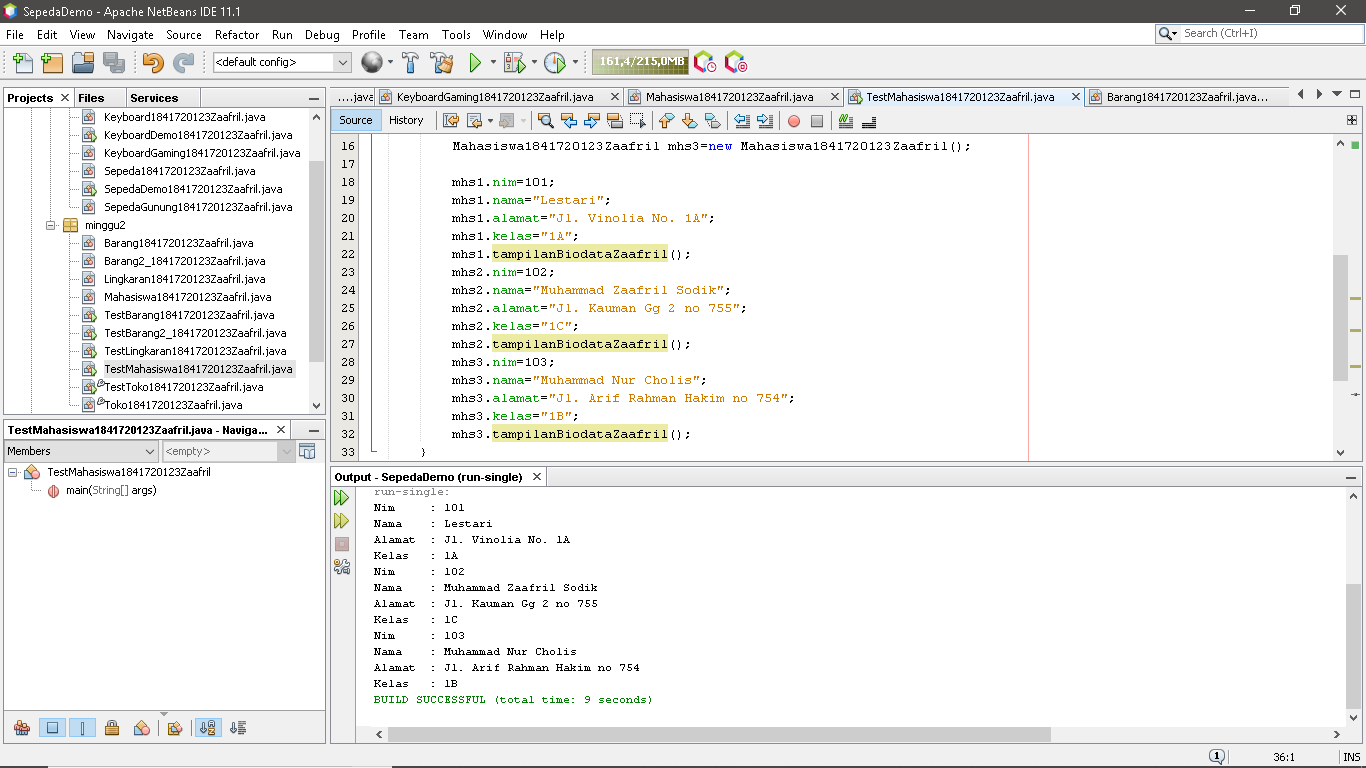 SepedaDemo - Apache NetBeans IDE 11.1
File Edit View Navigate Source Refactor Run Debug Profile Team Tools Window Help
Search (Ctrl+I)
<default config>
161,4/215,0MB
Projects Files Services
Keyboard1841720123Zaafril.java
KeyboardDemo1841720123Zaafril.java
KeyboardGaming1841720123Zaafril.java
Sepeda1841720123Zaafril.java
SepedaDemo1841720123Zaafril.java
SepedaGunung1841720123Zaafril.java
minggu2
Barang1841720123Zaafril.java
Barang2_1841720123Zaafril.java
Lingkaran1841720123Zaafril.java
Mahasiswa1841720123Zaafril.java
TestBarang1841720123Zaafril.java
TestBarang2_1841720123Zaafril.java
TestLingkaran1841720123Zaafril.java
TestMahasiswa1841720123Zaafril.java
TestToko1841720123Zaafril.java
Toko1841720123Zaafril.java
TestMahasiswa1841720123Zaafril.java - Naviga...
Members
<empty>
TestMahasiswa1841720123Zaafril
main(String[] args)
....java KeyboardGaming1841720123Zaafril.java Mahasiswa1841720123Zaafril.java TestMahasiswa1841720123Zaafril.java Barang1841720123Zaafril.java...
Source History
16 Mahasiswa1841720123Zaafril mhs3=new Mahasiswa1841720123Zaafril();
17
18 mhs1.nim=101;
19 mhs1.nama="Lestari";
20 mhs1.alamat="Jl. Vinolia No. 1A";
21 mhs1.kelas="1A";
22 mhs1.tampilanBiodataZaafril();
23 mhs2.nim=102;
24 mhs2.nama="Muhammad Zaafril Sodik";
25 mhs2.alamat="Jl. Kauman Gg 2 no 755";
26 mhs2.kelas="1C";
27 mhs2.tampilanBiodataZaafril();
28 mhs3.nim=103;
29 mhs3.nama="Muhammad Nur Cholis";
30 mhs3.alamat="Jl. Arif Rahman Hakim no 754";
31 mhs3.kelas="1B";
32 mhs3.tampilanBiodataZaafril();
33 }
Output - SepedaDemo (run-single)
run-single:
Nim : 101
Nama : Lestari
Alamat : Jl. Vinolia No. 1A
Kelas : 1A
Nim : 102
Nama : Muhammad Zaafril Sodik
Alamat : Jl. Kauman Gg 2 no 755
Kelas : 1C
Nim : 103
Nama : Muhammad Nur Cholis
Alamat : Jl. Arif Rahman Hakim no 754
Kelas : 1B
BUILD SUCCESSFUL (total time: 9 seconds)
1
36:1
INS